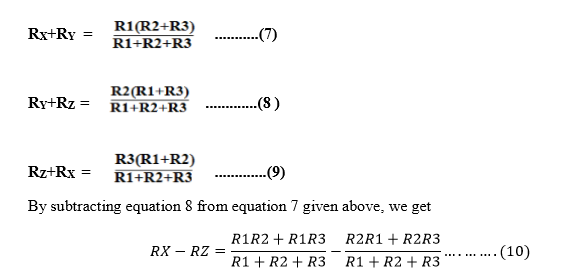 Rx+Ry = R1(R2+R3) / R1+R2+R3 ...........(7)
Ry+Rz = R2(R1+R3) / R1+R2+R3 .............(8 )
Rz+Rx = R3(R1+R2) / R1+R2+R3 .............(9)
By subtracting equation 8 from equation 7 given above, we get
RX − RZ = R1R2 + R1R3 / R1 + R2 + R3 − R2R1 + R2R3 / R1 + R2 + R3 ... ... ... (10)